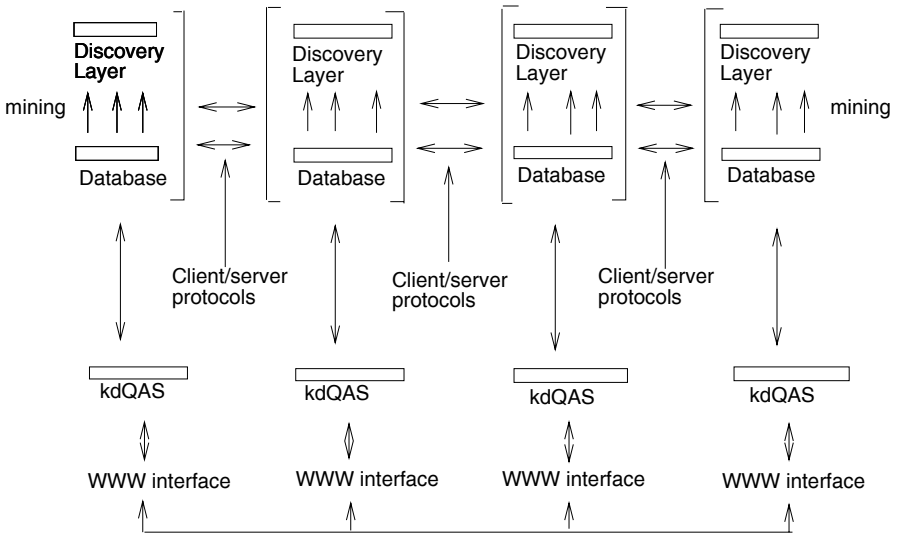 Discovery
Layer
Discovery
Layer
Discovery
Layer
Discovery
Layer
mining
mining
Database
Database
Database
Database
Client/server
protocols
Client/server
protocols
Client/server
protocols
kdQAS
kdQAS
kdQAS
kdQAS
WWW interface
WWW interface
WWW interface
WWW interface